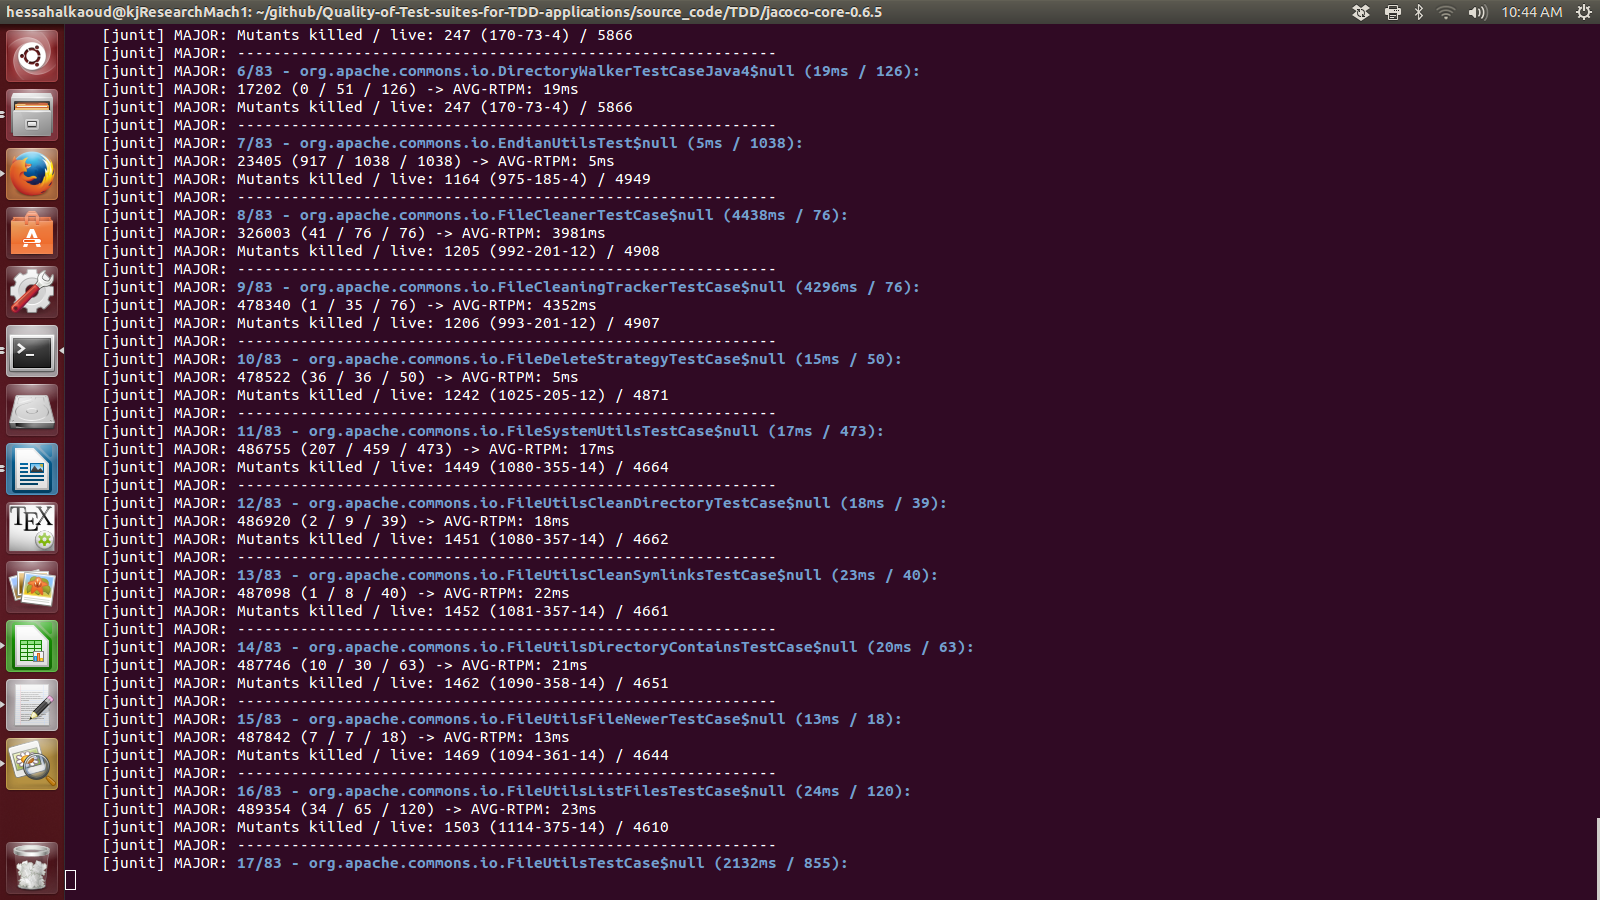 hessahalkaoud@kjResearchMach1: ~/github/Quality-of-Test-suites-for-TDD-applications/source_code/TDD/jacoco-core-0.6.5 10:44 AM
[junit] MAJOR: Mutants killed / live: 247 (170-73-4) / 5866
[junit] MAJOR: ------------------------------------------------------------
[junit] MAJOR: 6/83 - org.apache.commons.io.DirectoryWalkerTestCaseJava4$null (19ms / 126):
[junit] MAJOR: 17202 (0 / 51 / 126) -> AVG-RTPM: 19ms
[junit] MAJOR: Mutants killed / live: 247 (170-73-4) / 5866
[junit] MAJOR: ------------------------------------------------------------
[junit] MAJOR: 7/83 - org.apache.commons.io.EndianUtilsTest$null (5ms / 1038):
[junit] MAJOR: 23405 (917 / 1038 / 1038) -> AVG-RTPM: 5ms
[junit] MAJOR: Mutants killed / live: 1164 (975-185-4) / 4949
[junit] MAJOR: ------------------------------------------------------------
[junit] MAJOR: 8/83 - org.apache.commons.io.FileCleanerTestCase$null (4438ms / 76):
[junit] MAJOR: 326003 (41 / 76 / 76) -> AVG-RTPM: 3981ms
[junit] MAJOR: Mutants killed / live: 1205 (992-201-12) / 4908
[junit] MAJOR: ------------------------------------------------------------
[junit] MAJOR: 9/83 - org.apache.commons.io.FileCleaningTrackerTestCase$null (4296ms / 76):
[junit] MAJOR: 478340 (1 / 35 / 76) -> AVG-RTPM: 4352ms
[junit] MAJOR: Mutants killed / live: 1206 (993-201-12) / 4907
[junit] MAJOR: ------------------------------------------------------------
[junit] MAJOR: 10/83 - org.apache.commons.io.FileDeleteStrategyTestCase$null (15ms / 50):
[junit] MAJOR: 478522 (36 / 36 / 50) -> AVG-RTPM: 5ms
[junit] MAJOR: Mutants killed / live: 1242 (1025-205-12) / 4871
[junit] MAJOR: ------------------------------------------------------------
[junit] MAJOR: 11/83 - org.apache.commons.io.FileSystemUtilsTestCase$null (17ms / 473):
[junit] MAJOR: 486755 (207 / 459 / 473) -> AVG-RTPM: 17ms
[junit] MAJOR: Mutants killed / live: 1449 (1080-355-14) / 4664
[junit] MAJOR: ------------------------------------------------------------
[junit] MAJOR: 12/83 - org.apache.commons.io.FileUtilsCleanDirectoryTestCase$null (18ms / 39):
[junit] MAJOR: 486920 (2 / 9 / 39) -> AVG-RTPM: 18ms
[junit] MAJOR: Mutants killed / live: 1451 (1080-357-14) / 4662
[junit] MAJOR: ------------------------------------------------------------
[junit] MAJOR: 13/83 - org.apache.commons.io.FileUtilsCleanSymlinksTestCase$null (23ms / 40):
[junit] MAJOR: 487098 (1 / 8 / 40) -> AVG-RTPM: 22ms
[junit] MAJOR: Mutants killed / live: 1452 (1081-357-14) / 4661
[junit] MAJOR: ------------------------------------------------------------
[junit] MAJOR: 14/83 - org.apache.commons.io.FileUtilsDirectoryContainsTestCase$null (20ms / 63):
[junit] MAJOR: 487746 (10 / 30 / 63) -> AVG-RTPM: 21ms
[junit] MAJOR: Mutants killed / live: 1462 (1090-358-14) / 4651
[junit] MAJOR: ------------------------------------------------------------
[junit] MAJOR: 15/83 - org.apache.commons.io.FileUtilsFileNewerTestCase$null (13ms / 18):
[junit] MAJOR: 487842 (7 / 7 / 18) -> AVG-RTPM: 13ms
[junit] MAJOR: Mutants killed / live: 1469 (1094-361-14) / 4644
[junit] MAJOR: ------------------------------------------------------------
[junit] MAJOR: 16/83 - org.apache.commons.io.FileUtilsListFilesTestCase$null (24ms / 120):
[junit] MAJOR: 489354 (34 / 65 / 120) -> AVG-RTPM: 23ms
[junit] MAJOR: Mutants killed / live: 1503 (1114-375-14) / 4610
[junit] MAJOR: ------------------------------------------------------------
[junit] MAJOR: 17/83 - org.apache.commons.io.FileUtilsTestCase$null (2132ms / 855):
TEX